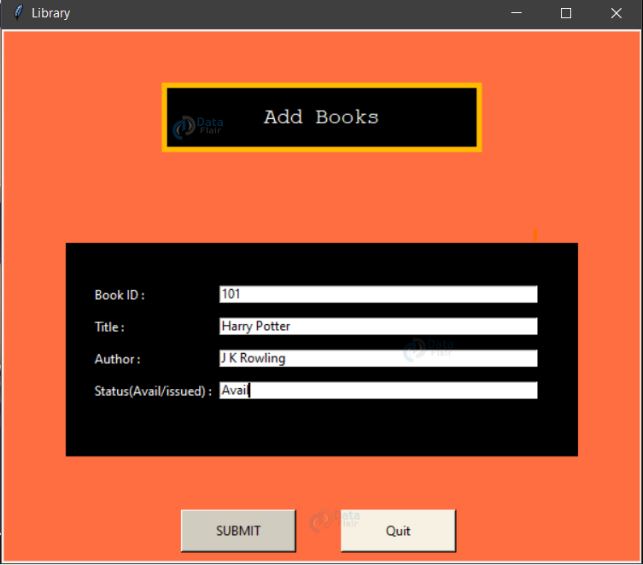 Library
Add Books
Data
Flair
Book ID : 101
Title : Harry Potter
Author : J K Rowling
Data
Flair
Status(Avail/issued) : Avail
SUBMIT
Data
Flair
Quit